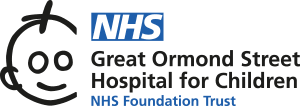 NHS
Great Ormond Street
Hospital for Children
NHS Foundation Trust